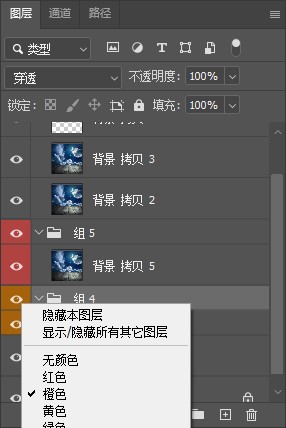 图层 通道 路径
类型
穿透 不透明度: 100%
锁定: 填充: 100%
背景 拷贝 3
背景 拷贝 2
组 5
背景 拷贝 5
组 4
隐藏本图层
显示/隐藏所有其它图层
无颜色
红色
橙色
黄色
绿色